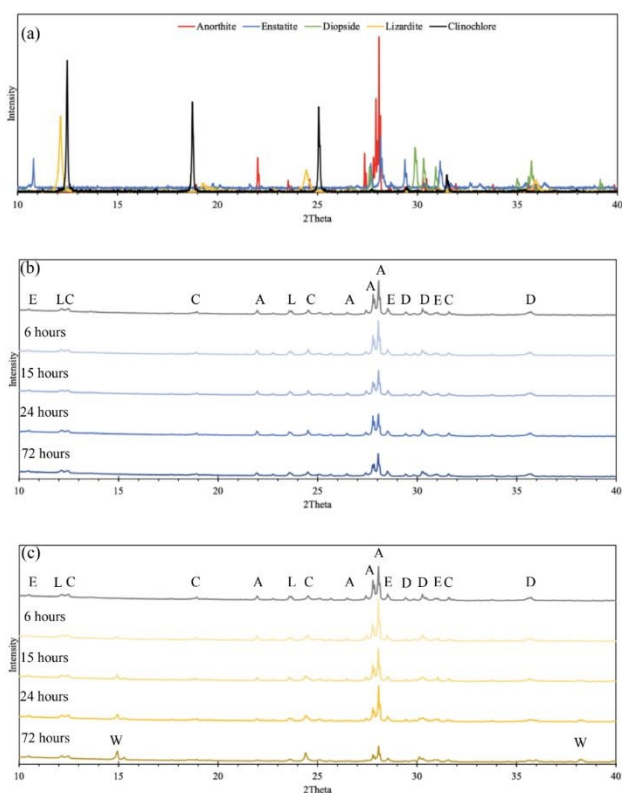 (a)
Anorthite Enstatite Diopside Lizardite Clinochlore
Intensity
10 15 20 25 30 35 40
2Theta
(b)
A
E L C C A L C A A E D D E C D
6 hours
15 hours
24 hours
72 hours
Intensity
10 15 20 25 30 35 40
2Theta
(c)
A
E L C C A L C A A E D D E C D
6 hours
15 hours
24 hours
72 hours
W W
Intensity
10 15 20 25 30 35 40
2Theta